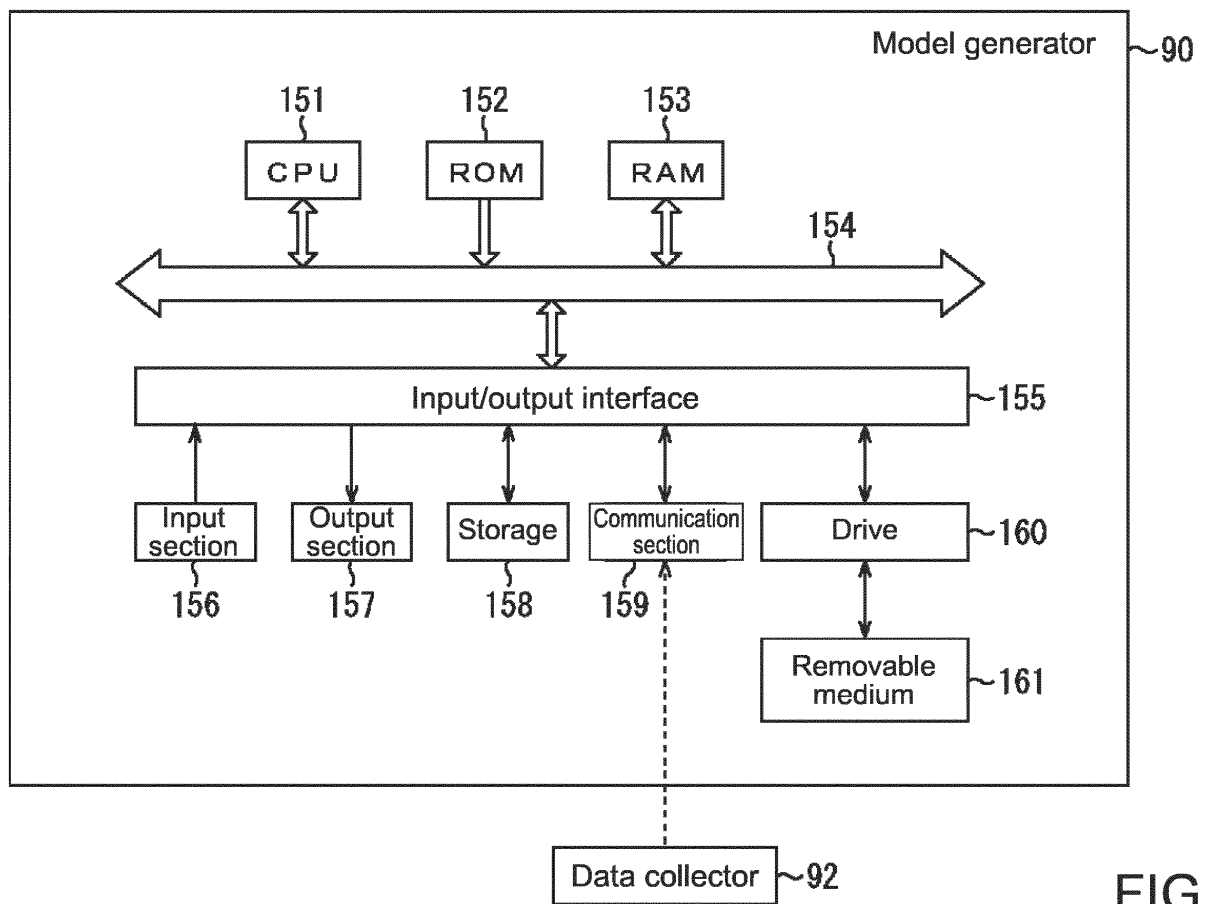 Model generator
90
151
152
153
CPU
ROM
RAM
154
Input/output interface
155
Input
section
Output
section
Storage
Communication
section
Drive
160
156
157
158
159
Removable
medium
161
Data collector
92
FIG